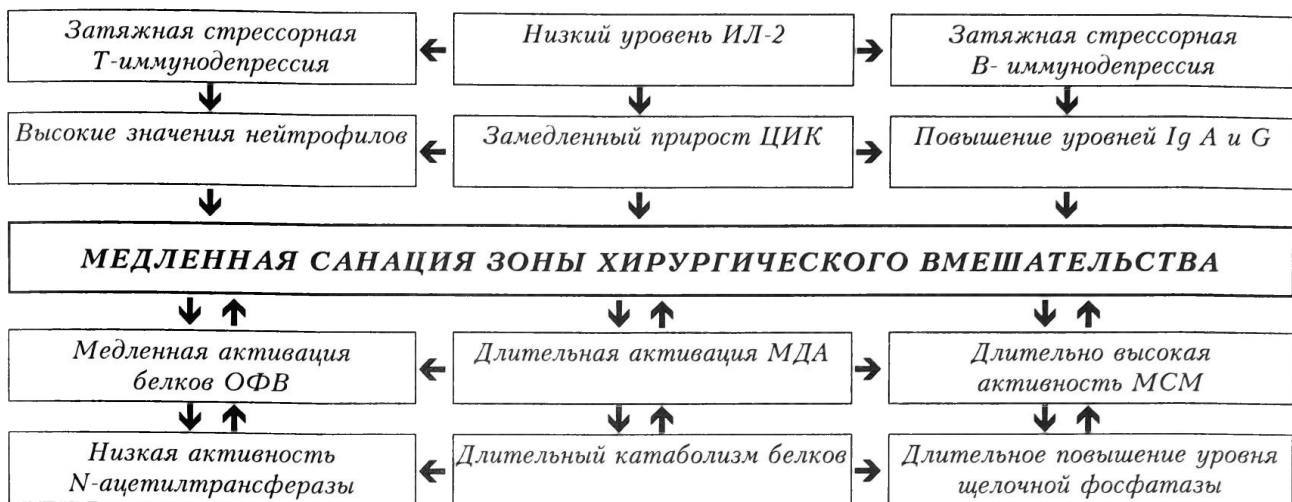 Затяжная стрессорная
Т-иммунодепрессия
Низкий уровень ИЛ-2
Затяжная стрессорная
В- иммунодепрессия
Высокие значения нейтрофилов
Замедленный прирост ЦИК
Повышение уровней Ig A и G
МЕДЛЕННАЯ САНАЦИЯ ЗОНЫ ХИРУРГИЧЕСКОГО ВМЕШАТЕЛЬСТВА
Медленная активация
белков ОФВ
Длительная активация МДА
Длительно высокая
активность МСМ
Низкая активность
N-ацетилтрансферазы
Длительный катаболизм белков
Длительное повышение уровня
щелочной фосфатазы